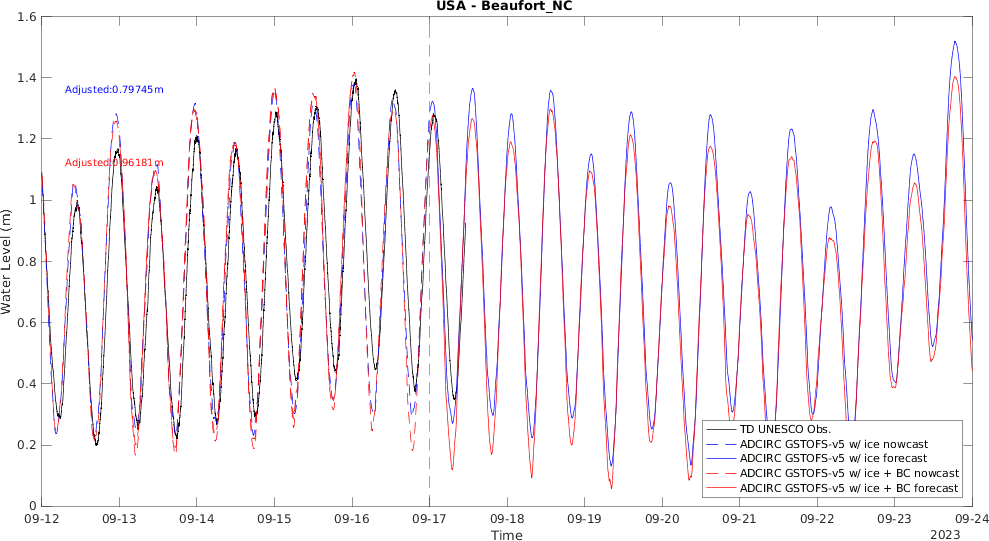 USA - Beaufort_NC
1.6
1.4
1.2
1
0.8
0.6
0.4
0.2
0
Water Level (m)
Adjusted:0.79745m
Adjusted:0.96181m
TD UNESCO Obs.
ADCIRC GSTOFS-v5 w/ ice nowcast
ADCIRC GSTOFS-v5 w/ ice forecast
ADCIRC GSTOFS-v5 w/ ice + BC nowcast
ADCIRC GSTOFS-v5 w/ ice + BC forecast
09-12 09-13 09-14 09-15 09-16 09-17 09-18 09-19 09-20 09-21 09-22 09-23 09-24
Time
2023